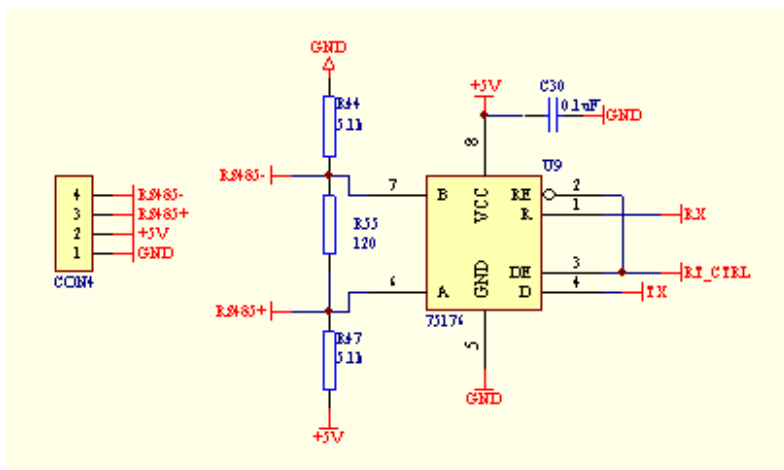 GND
R44
5.1k
RS485-
R55
120
RS485+
R47
5.1k
+5V
4 RS485-
3 RS485+
2 +5V
1 GND
CON4
+5V
C30
0.1uF
GND
8
U9
7 B VCC RE 2
R 1 RX
DE 3 RT_CTRL
6 A GND D 4 TX
75176
5
GND